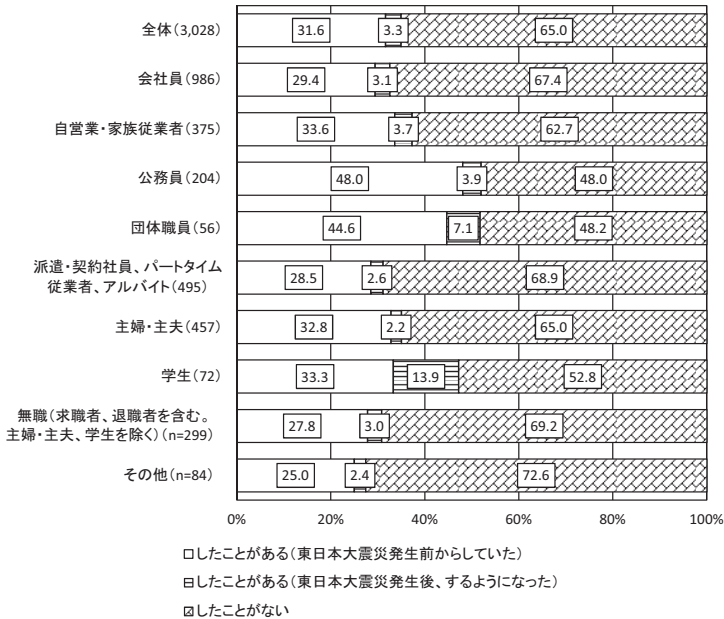 全体(3,028)
31.6 3.3 65.0
会社員(986)
29.4 3.1 67.4
自営業・家族従業者(375)
33.6 3.7 62.7
公務員(204)
48.0 3.9 48.0
団体職員(56)
44.6 7.1 48.2
派遣・契約社員、パートタイム
従業者、アルバイト(495)
28.5 2.6 68.9
主婦・主夫(457)
32.8 2.2 65.0
学生(72)
33.3 13.9 52.8
無職(求職者、退職者を含む。
主婦・主夫、学生を除く)(n=299)
27.8 3.0 69.2
その他(n=84)
25.0 2.4 72.6
0% 20% 40% 60% 80% 100%
したことがある(東日本大震災発生前からしていた)
したことがある(東日本大震災発生後、するようになった)
したことがない